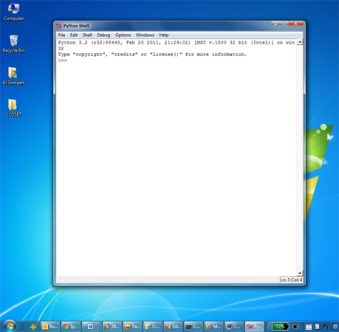 Computer
Recycle Bin
Python Shell
File Edit Shell Debug Options Windows Help
Python 3.2 (r32:88445, Feb 20 2011, 21:29:02) [MSC v.1500 32 bit (Intel)] on win
32
Type "copyright", "credits" or "license()" for more information.
>>>
Ln: 3 Col: 4
72%